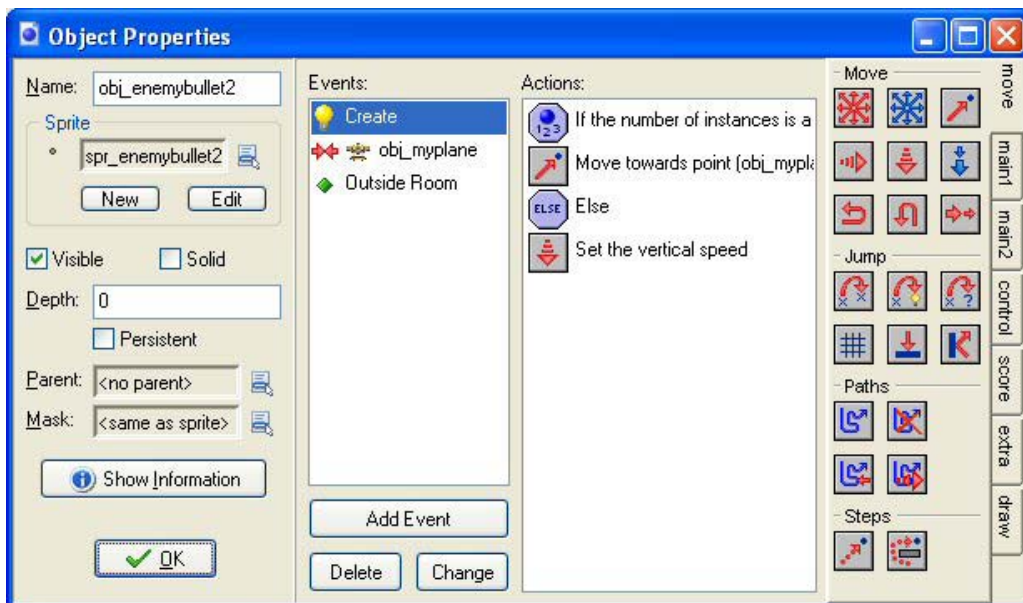 Object Properties
Name: obj_enemybullet2
Sprite
spr_enemybullet2
New Edit
Visible Solid
Depth: 0
Persistent
Parent: <no parent>
Mask: <same as sprite>
Show Information
OK
Events:
Create
obj_myplane
Outside Room
Add Event
Delete Change
Actions:
123
If the number of instances is a
Move towards point (obj_mypla
ELSE
Else
Set the vertical speed
Move
Jump
Paths
Steps
move
main1
main2
control
score
extra
draw